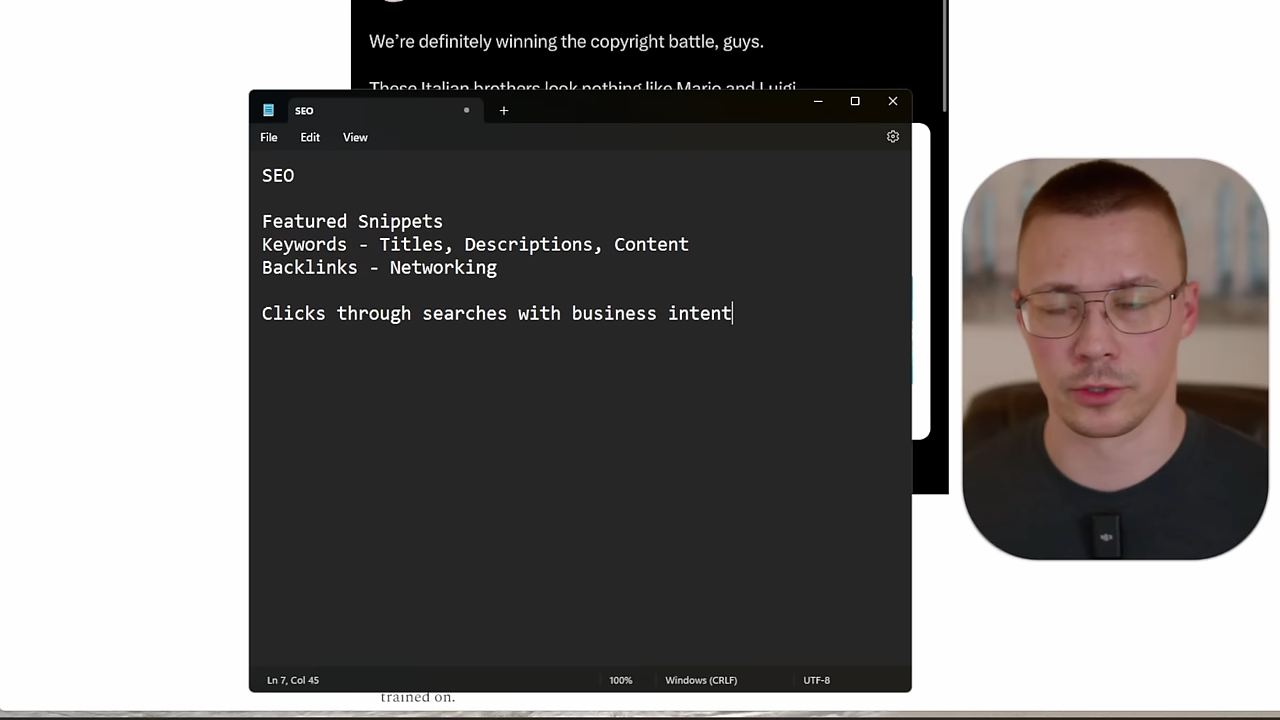 We’re definitely winning the copyright battle, guys.
These Italian brothers look nothing like Mario and Luigi
SEO
File Edit View
SEO
Featured Snippets
Keywords - Titles, Descriptions, Content
Backlinks - Networking
Clicks through searches with business intent
Ln 7, Col 45 100% Windows (CRLF) UTF-8
trained on.